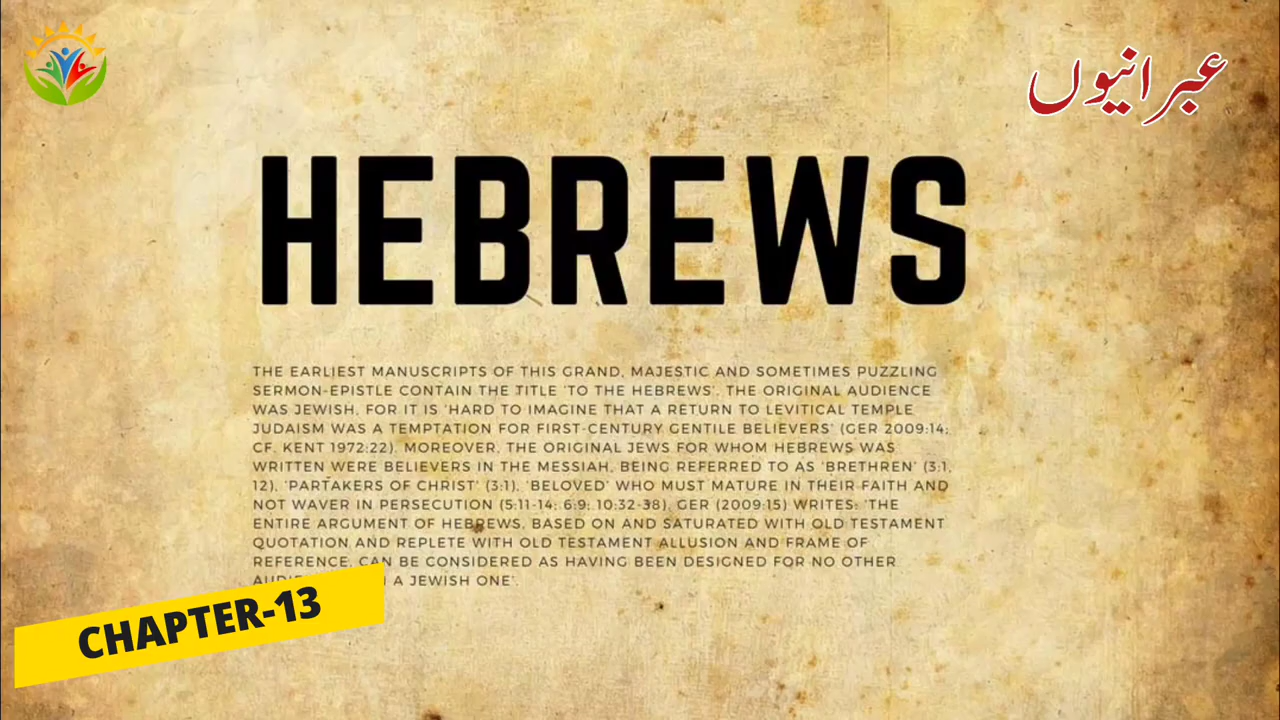 عبرانیوں
HEBREWS
THE EARLIEST MANUSCRIPTS OF THIS GRAND, MAJESTIC AND SOMETIMES PUZZLING
SERMON-EPISTLE CONTAIN THE TITLE 'TO THE HEBREWS'. THE ORIGINAL AUDIENCE
WAS JEWISH, FOR IT IS 'HARD TO IMAGINE THAT A RETURN TO LEVITICAL TEMPLE
JUDAISM WAS A TEMPTATION FOR FIRST-CENTURY GENTILE BELIEVERS' (GER 2009:14;
CF. KENT 1972:22). MOREOVER, THE ORIGINAL JEWS FOR WHOM HEBREWS WAS
WRITTEN WERE BELIEVERS IN THE MESSIAH, BEING REFERRED TO AS 'BRETHREN' (3:1,
12), 'PARTAKERS OF CHRIST' (3:1), 'BELOVED' WHO MUST MATURE IN THEIR FAITH AND
NOT WAVER IN PERSECUTION (5:11-14; 6:9; 10:32-38). GER (2009:15) WRITES: 'THE
ENTIRE ARGUMENT OF HEBREWS, BASED ON AND SATURATED WITH OLD TESTAMENT
QUOTATION AND REPLETE WITH OLD TESTAMENT ALLUSION AND FRAME OF
REFERENCE, CAN BE CONSIDERED AS HAVING BEEN DESIGNED FOR NO OTHER
A JEWISH ONE'.
CHAPTER-13